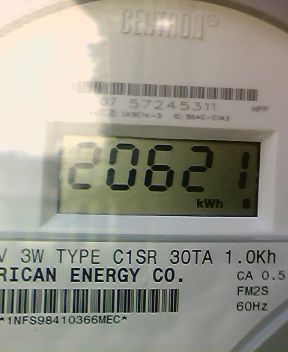 CENTRON®
07 57245311 HPP
20621
kWh
V 3W TYPE C1SR 30TA 1.0Kh
RICAN ENERGY CO. CA 0.5
FM2S
*1NFS98410366MEC* 60Hz